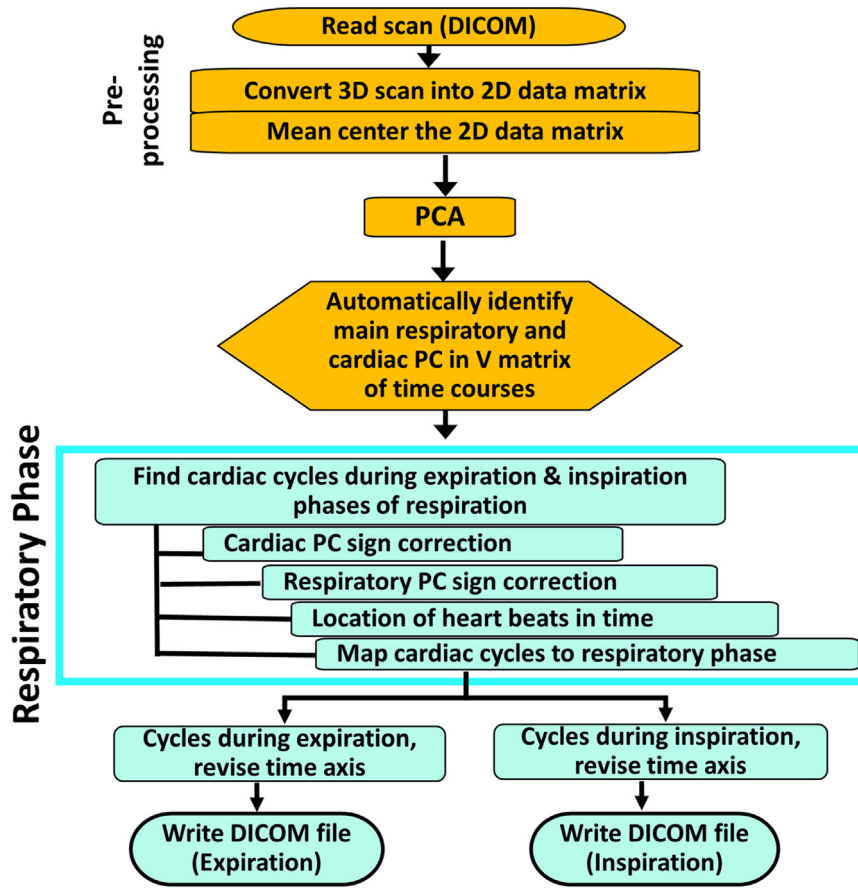 Read scan (DICOM)
Pre-
processing
Convert 3D scan into 2D data matrix
Mean center the 2D data matrix
PCA
Automatically identify
main respiratory and
cardiac PC in V matrix
of time courses
Respiratory Phase
Find cardiac cycles during expiration & inspiration
phases of respiration
Cardiac PC sign correction
Respiratory PC sign correction
Location of heart beats in time
Map cardiac cycles to respiratory phase
Cycles during expiration,
revise time axis
Cycles during inspiration,
revise time axis
Write DICOM file
(Expiration)
Write DICOM file
(Inspiration)